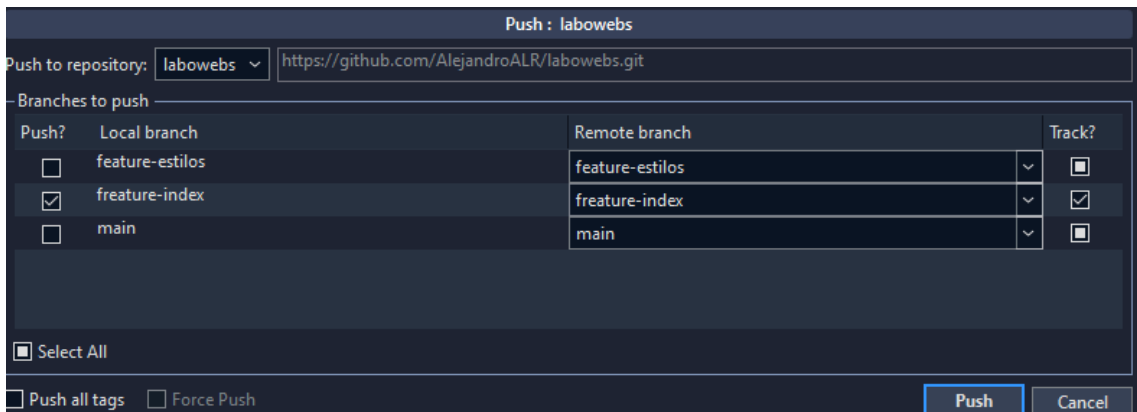 Push : labowebs
Push to repository: labowebs https://github.com/AlejandroALR/labowebs.git
Branches to push
Push? Local branch Remote branch Track?
feature-estilos feature-estilos
freature-index freature-index
main main
Select All
Push all tags Force Push Push Cancel